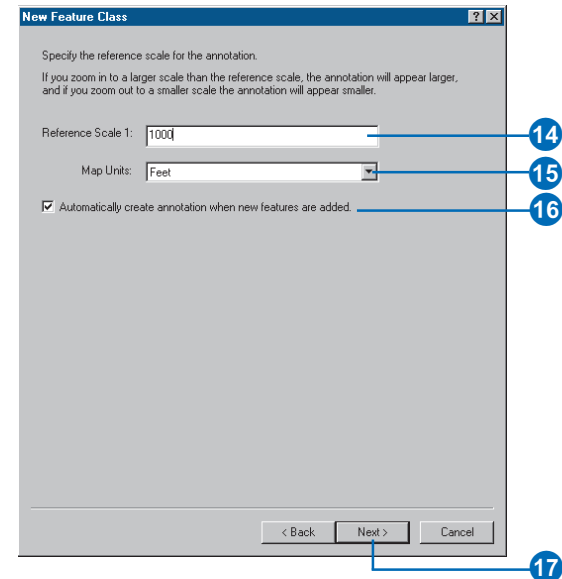 New Feature Class
Specify the reference scale for the annotation.
If you zoom in to a larger scale than the reference scale, the annotation will appear larger,
and if you zoom out to a smaller scale the annotation will appear smaller.
Reference Scale 1: 1000 14
Map Units: Feet 15
Automatically create annotation when new features are added. 16
< Back Next > Cancel
17